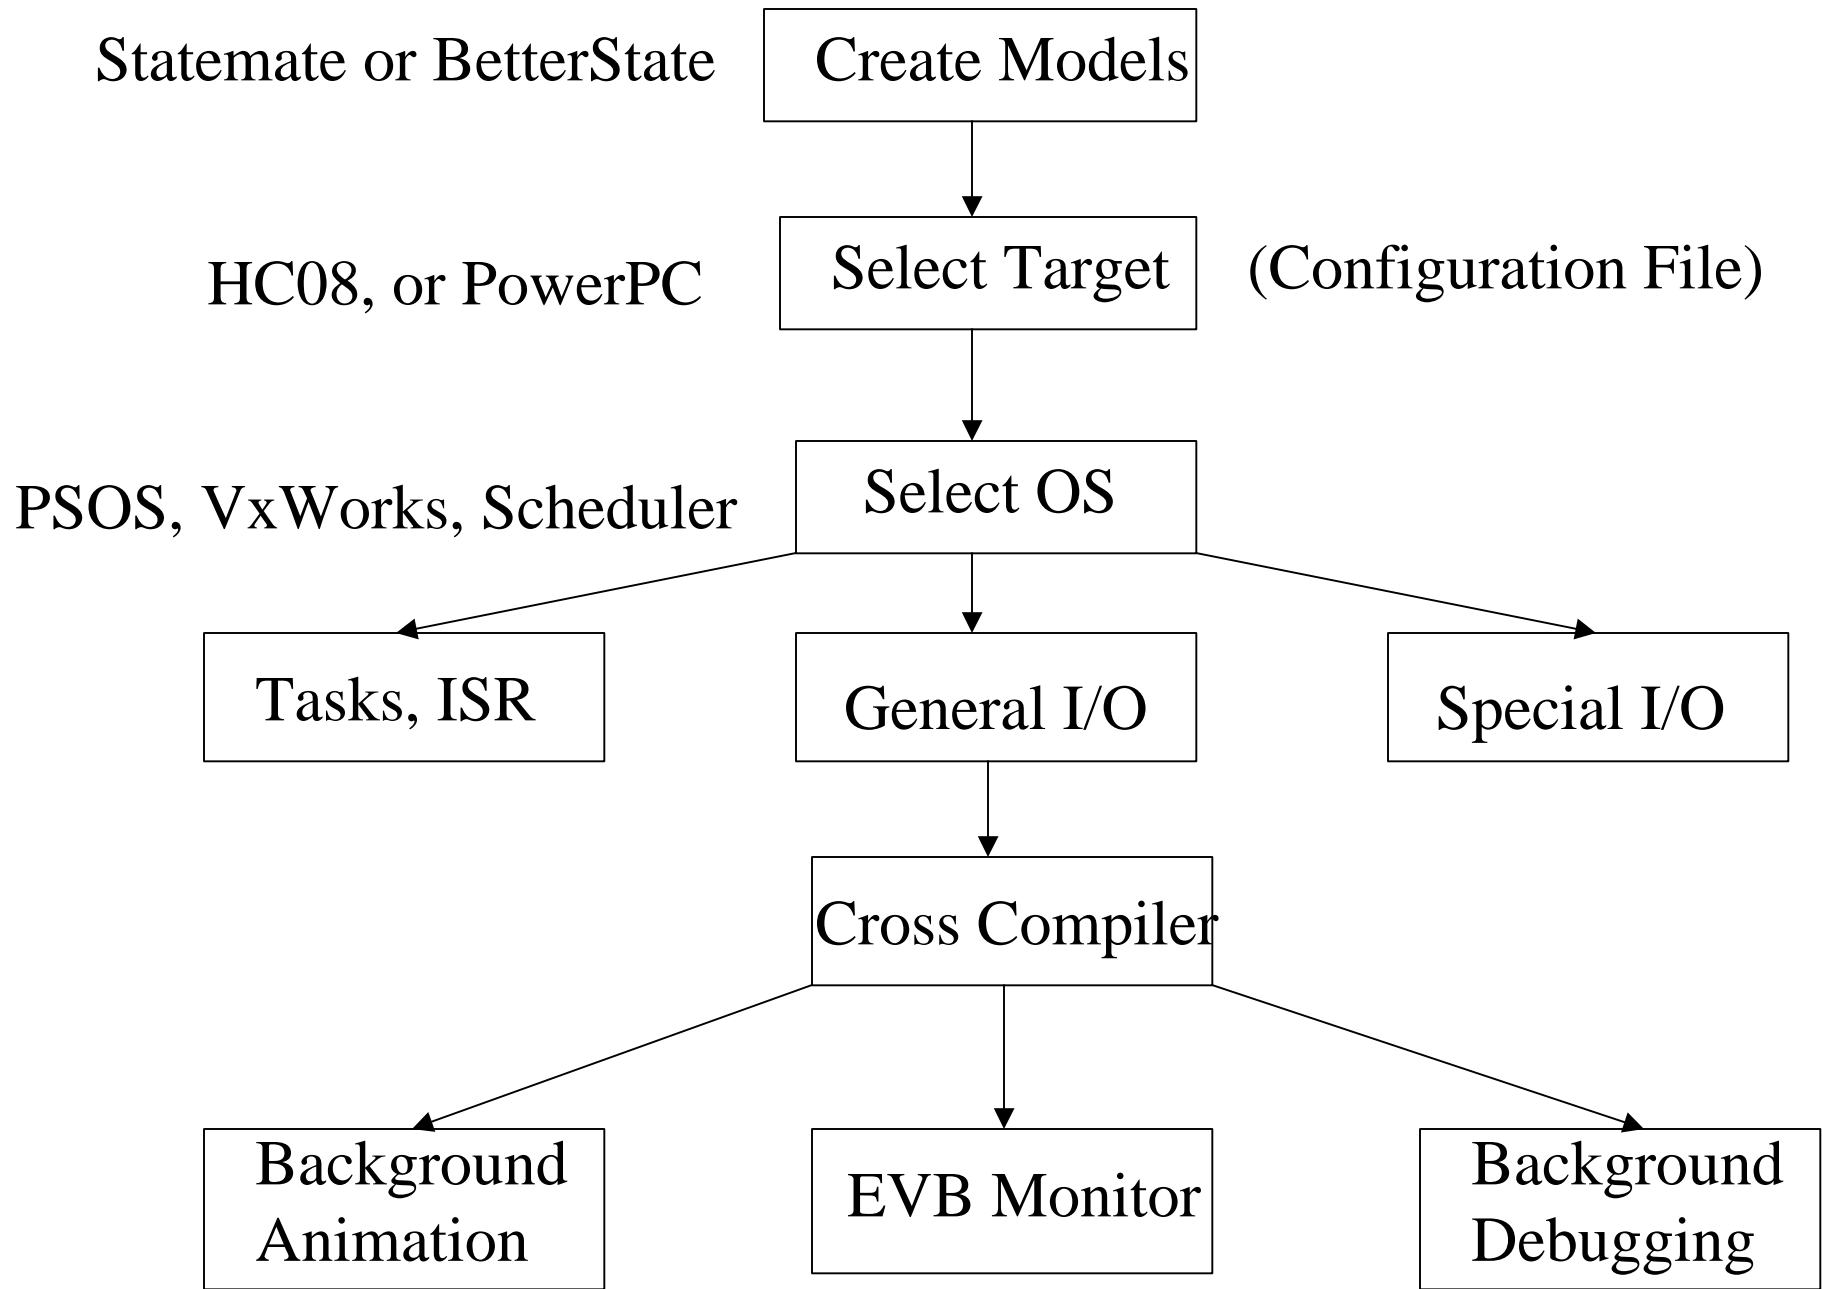 Statemate or BetterState
Create Models
HC08, or PowerPC
Select Target
(Configuration File)
PSOS, VxWorks, Scheduler
Select OS
Tasks, ISR
General I/O
Special I/O
Cross Compiler
Background
Animation
EVB Monitor
Background
Debugging